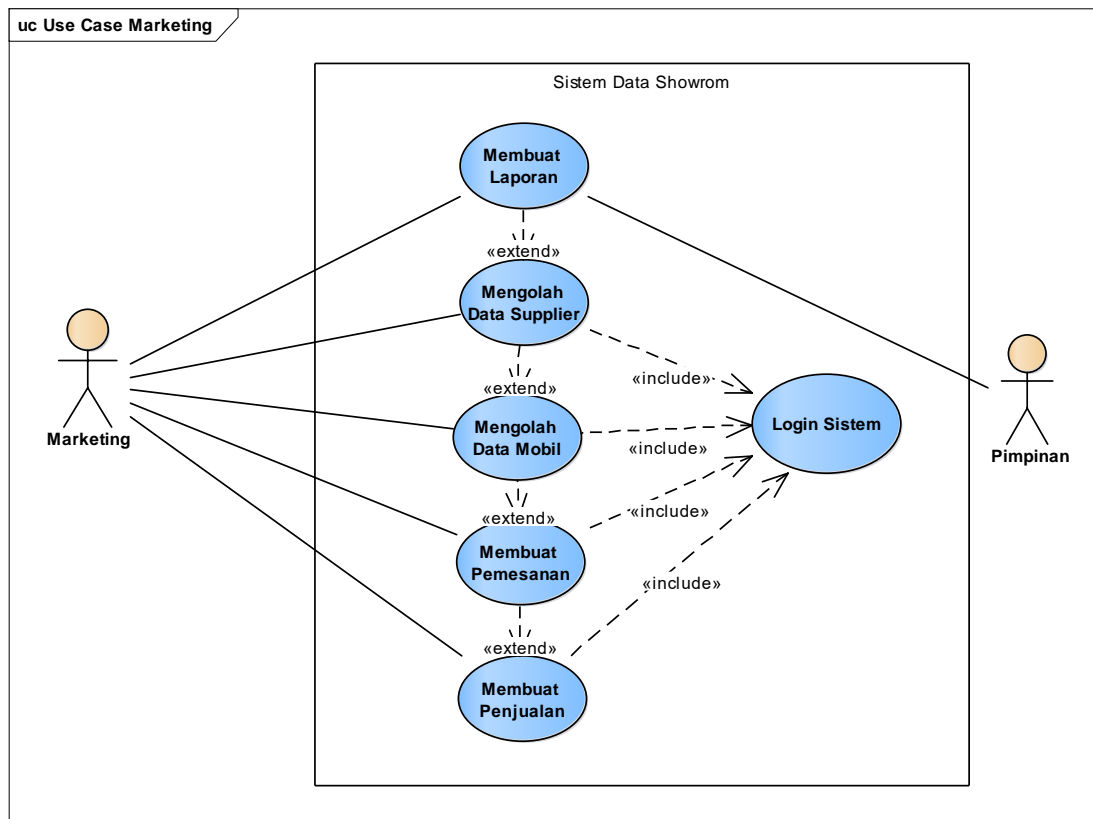 uc Use Case Marketing
Sistem Data Showrom
Membuat
Laporan
«extend»
Mengolah
Data Supplier
«include»
«extend»
Mengolah
Data Mobil
«include»
Login Sistem
Marketing
Pimpinan
«extend»
«include»
Membuat
Pemesanan
«include»
«extend»
Membuat
Penjualan